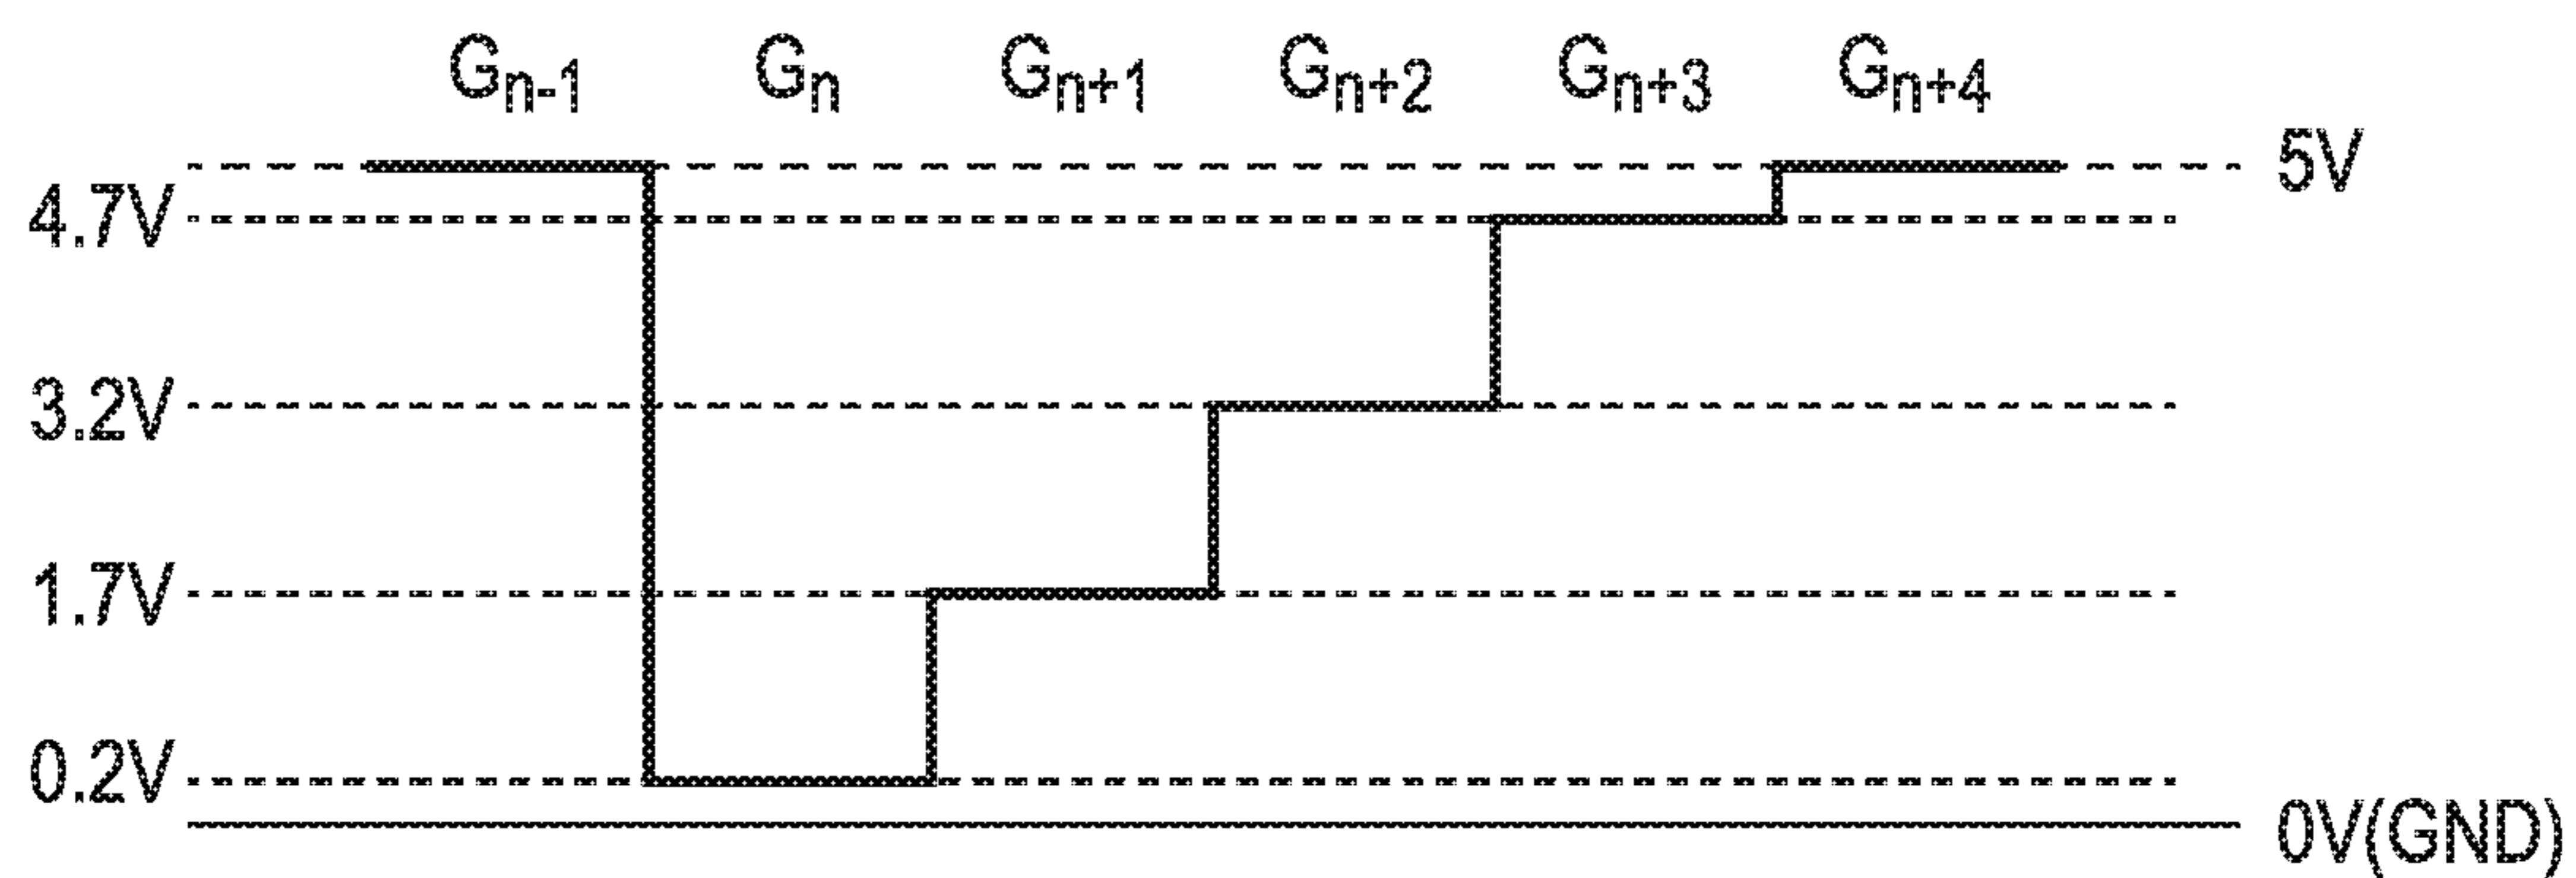 Gn-1 Gn Gn+1 Gn+2 Gn+3 Gn+4
5V
4.7V
3.2V
1.7V
0.2V
0V(GND)